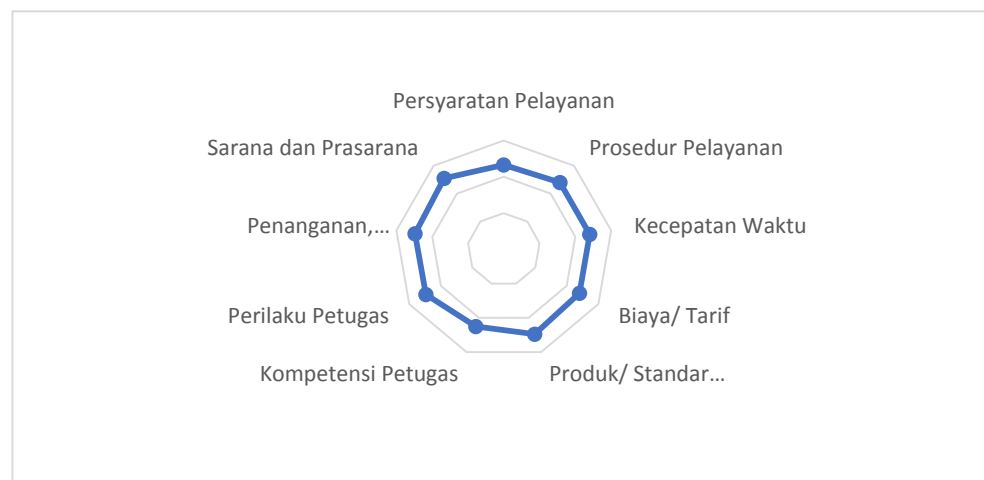 Persyaratan Pelayanan
Prosedur Pelayanan
Kecepatan Waktu
Biaya/ Tarif
Produk/ Standar...
Kompetensi Petugas
Perilaku Petugas
Penanganan,...
Sarana dan Prasarana